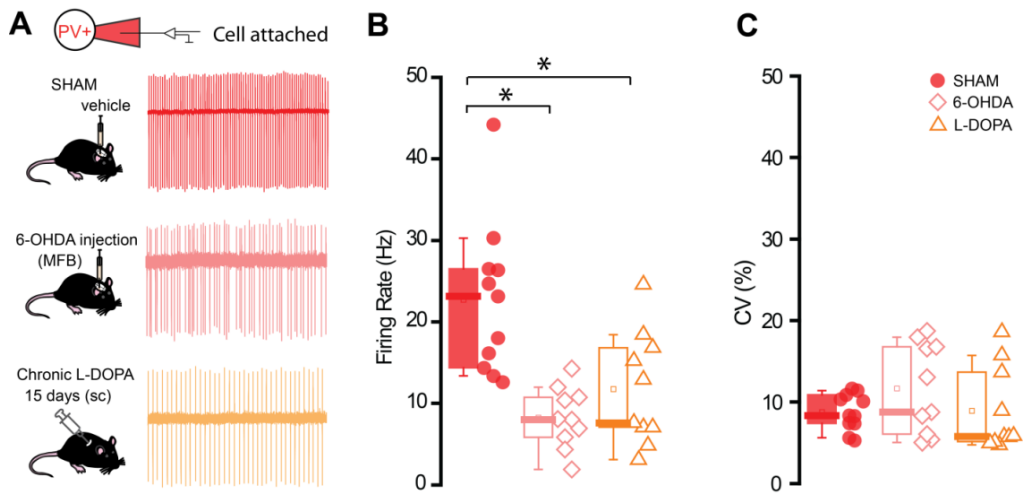 A
PV+
Cell attached
SHAM
vehicle
6-OHDA injection
(MFB)
Chronic L-DOPA
15 days (sc)
B
Firing Rate (Hz)
50
40
30
20
10
0
*
*
C
CV (%)
50
40
30
20
10
0
SHAM
6-OHDA
L-DOPA